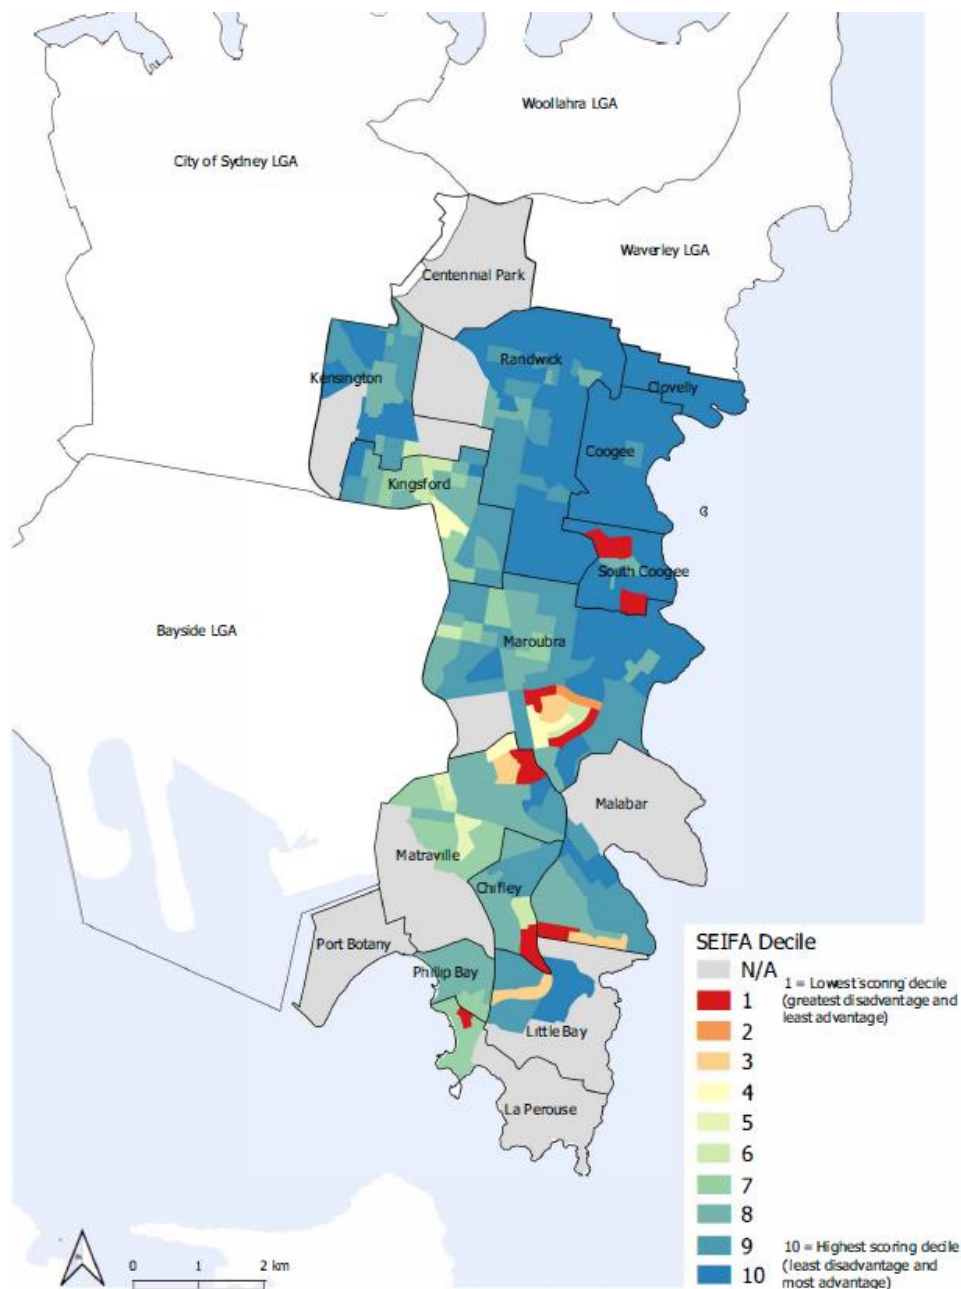 Woollahra LGA
City of Sydney LGA
Waverley LGA
Centennial Park
Randwick
Kensington
Clovelly
Coogee
Kingsford
South Coogee
Bayside LGA
Maroubra
Malabar
Matraville
Chifley
Port Botany
Phillip Bay
Little Bay
La Perouse
SEIFA Decile
N/A
1 = Lowest scoring decile
(greatest disadvantage and
least advantage)
1
2
3
4
5
6
7
8
9
10
10 = Highest scoring decile
(least disadvantage and
most advantage)
0 1 2 km